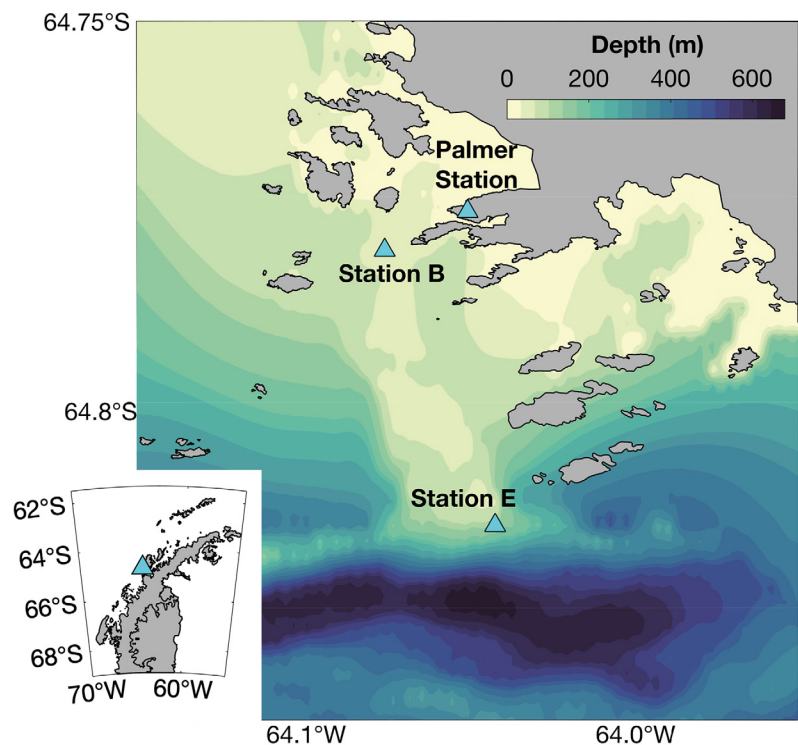 64.75°S
Depth (m)
0 200 400 600
Palmer
Station
Station B
64.8°S
Station E
62°S
64°S
66°S
68°S
70°W 60°W
64.1°W 64.0°W